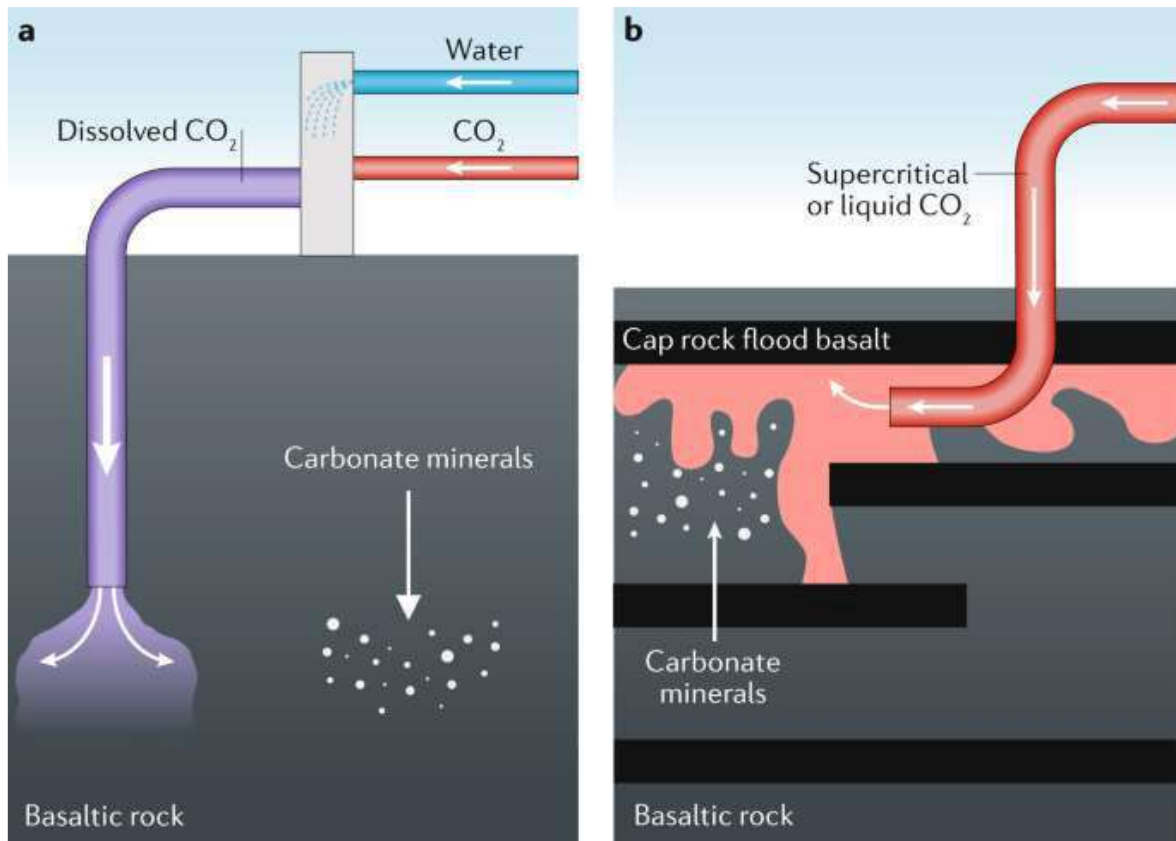 a
Water
Dissolved CO₂
CO₂
Carbonate minerals
Basaltic rock
b
Supercritical
or liquid CO₂
Cap rock flood basalt
Carbonate
minerals
Basaltic rock